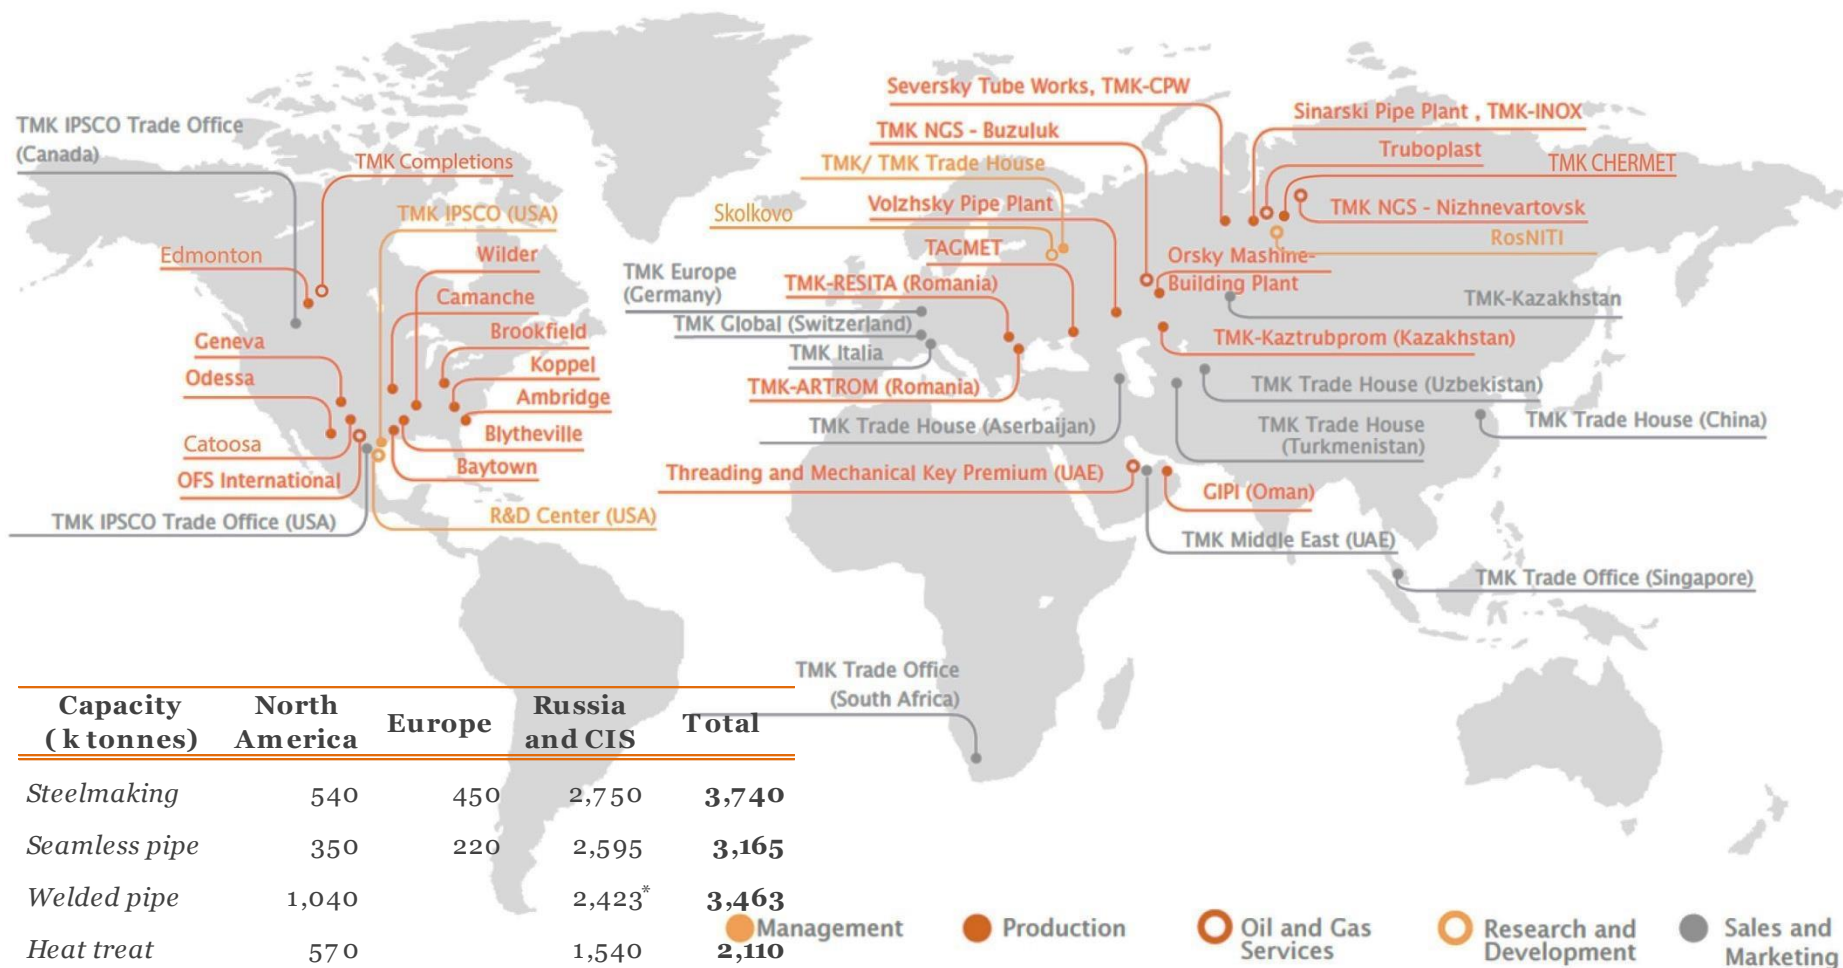 Seversky Tube Works, TMK-CPW
Sinarski Pipe Plant , TMK-INOX
TMK IPSCO Trade Office
(Canada)
TMK NGS - Buzuluk
Truboplast
TMK Completions
TMK/ TMK Trade House
TMK CHERMET
TMK IPSCO (USA)
Skolkovo
Volzhsky Pipe Plant
TMK NGS - Nizhnevartovsk
RosNITI
Edmonton
Wilder
TAGMET
Orsky Mashine-
Building Plant
TMK Europe
(Germany)
TMK-RESITA (Romania)
Camanche
TMK-Kazakhstan
TMK Global (Switzerland)
Brookfield
Geneva
TMK-Kaztrubprom (Kazakhstan)
TMK Italia
Koppel
Odessa
TMK-ARTROM (Romania)
TMK Trade House (Uzbekistan)
Ambridge
TMK Trade House (Aserbaijan)
TMK Trade House
(Turkmenistan)
TMK Trade House (China)
Catoosa
Blytheville
Baytown
OFS International
Threading and Mechanical Key Premium (UAE)
GIPI (Oman)
TMK IPSCO Trade Office (USA)
R&D Center (USA)
TMK Middle East (UAE)
TMK Trade Office (Singapore)
TMK Trade Office
(South Africa)
Capacity
(k tonnes)
North
America
Europe
Russia
and CIS
Total
Steelmaking 540 450 2,750 3,740
Seamless pipe 350 220 2,595 3,165
Welded pipe 1,040 2,423* 3,463
Heat treat 570 1,540 2,110
Management
Production
Oil and Gas
Services
Research and
Development
Sales and
Marketing